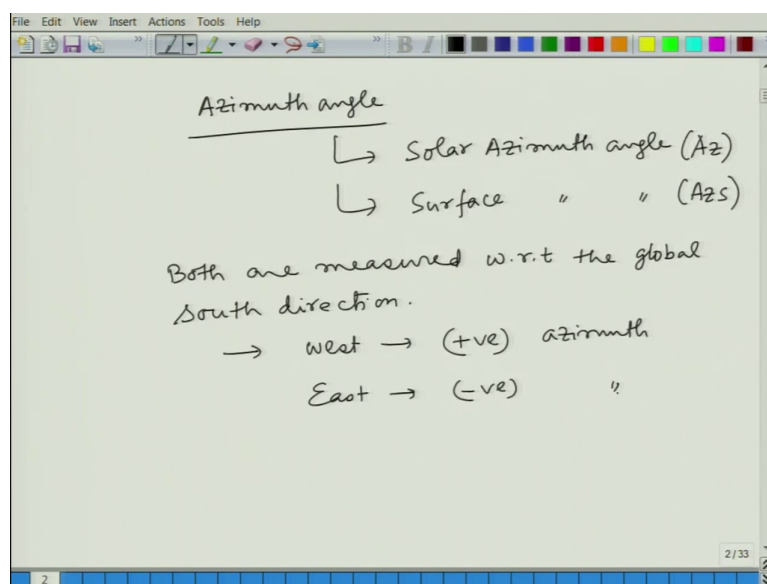 File Edit View Insert Actions Tools Help
Azimuth angle
↳ Solar Azimuth angle (Az)
↳ Surface " " (Azs)
Both are measured w.r.t the global
south direction.
→ west → (+ve) azimuth
East → (-ve) "
2/33
2